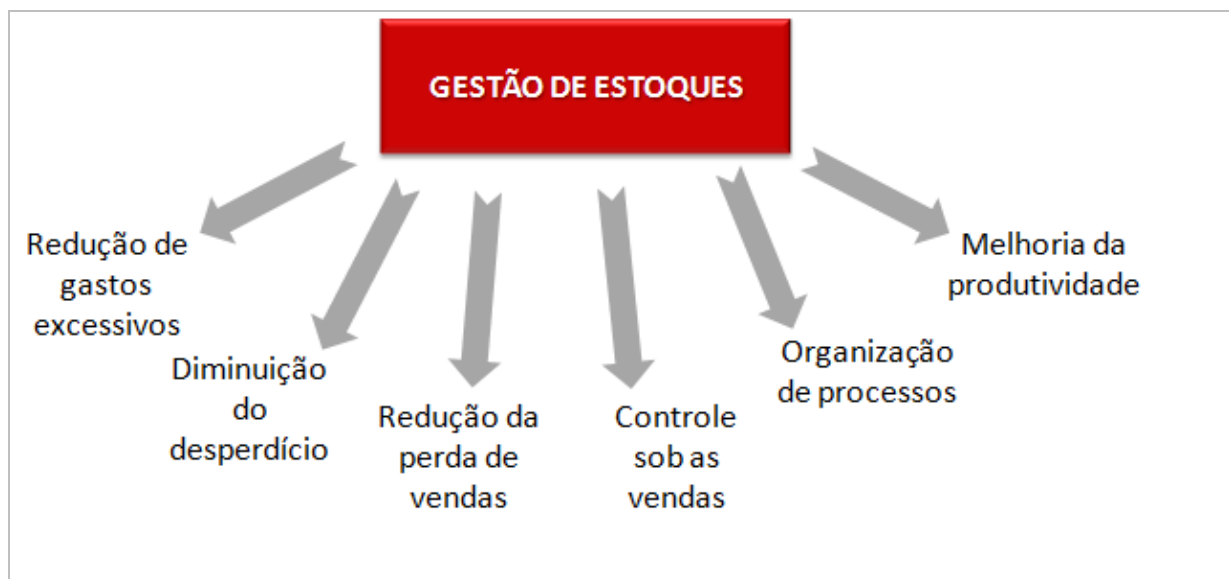 GESTÃO DE ESTOQUES
Redução de
gastos
excessivos
Diminuição
do
desperdício
Redução da
perda de
vendas
Controle
sob as
vendas
Organização
de processos
Melhoria da
produtividade